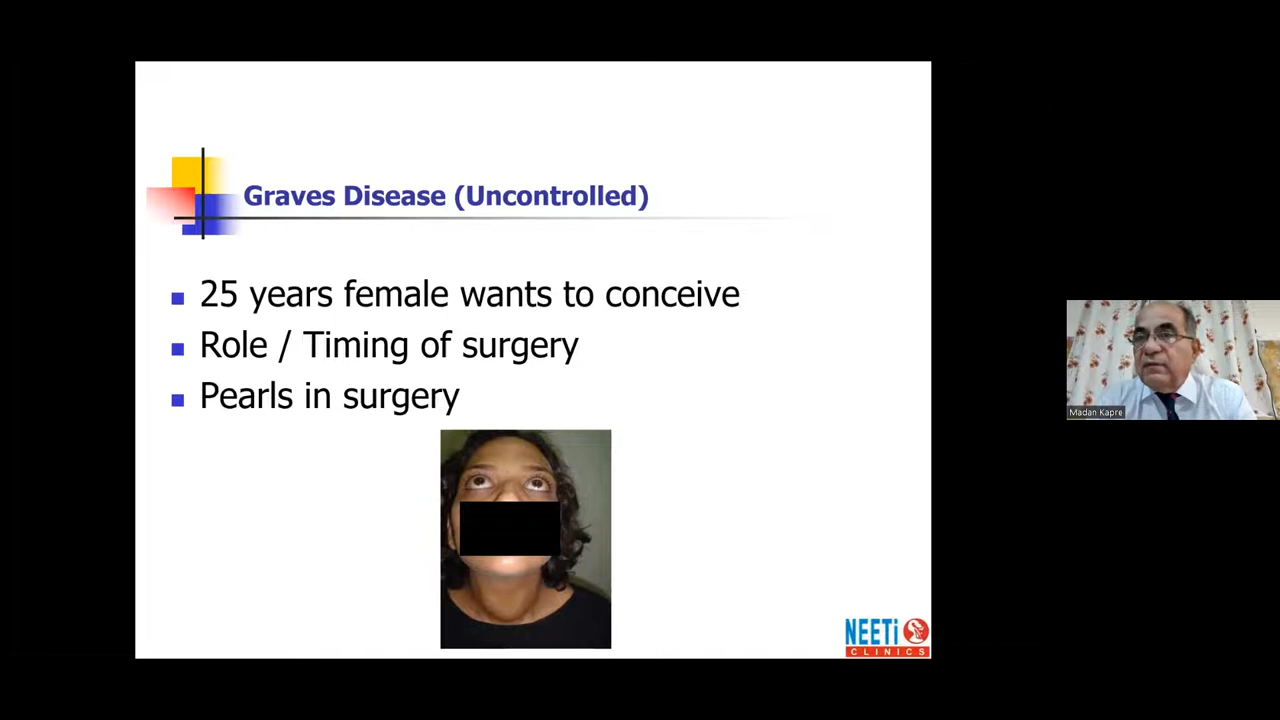 Graves Disease (Uncontrolled)
25 years female wants to conceive
Role / Timing of surgery
Pearls in surgery
Madan Kapre
NEETi
CLINICS